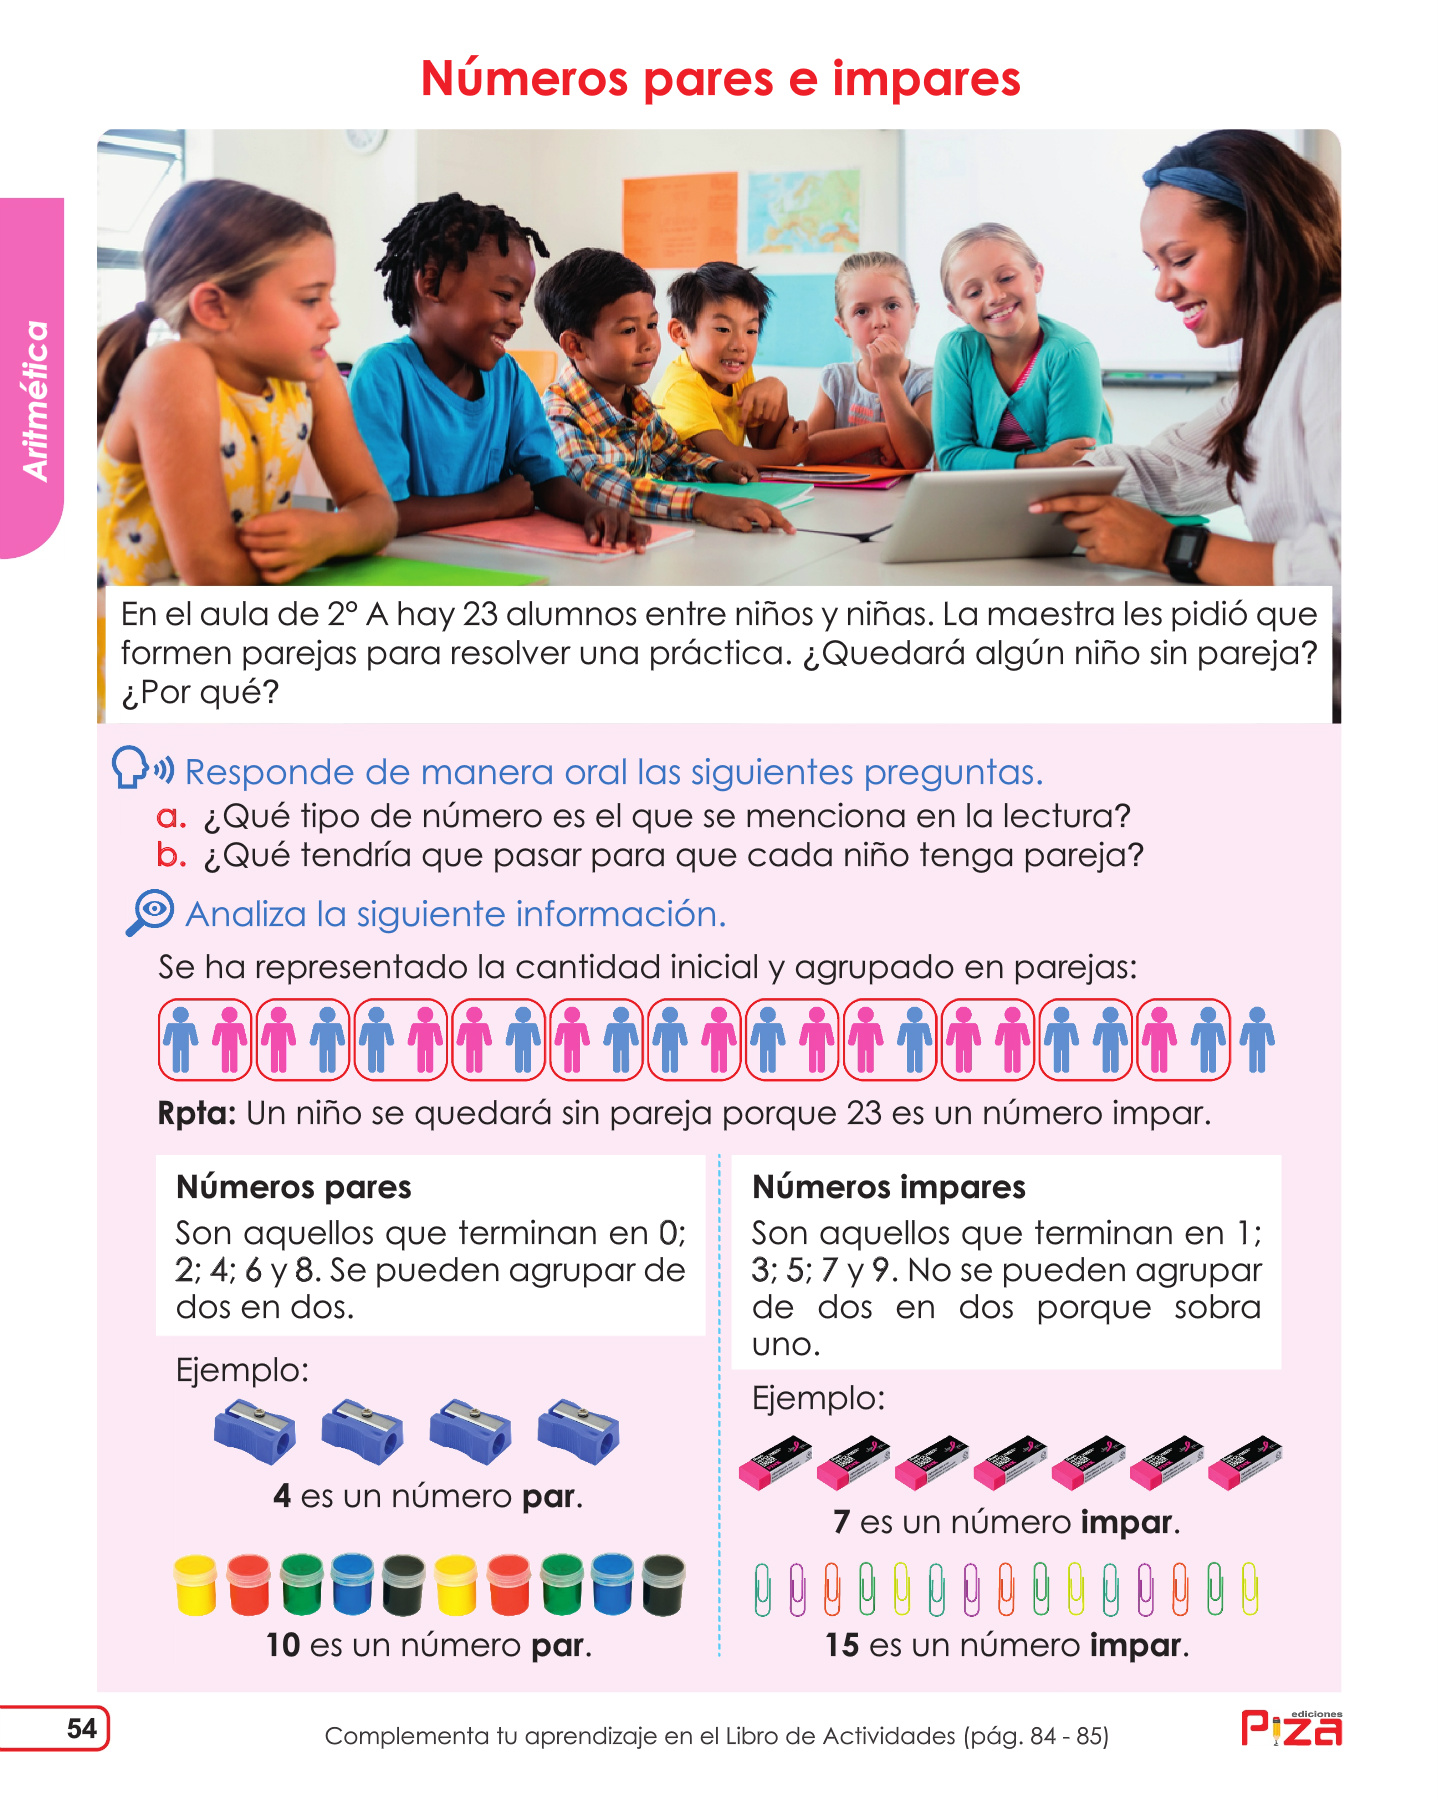 Números pares e impares
Aritmética
En el aula de 2° A hay 23 alumnos entre niños y niñas. La maestra les pidió que
formen parejas para resolver una práctica. ¿Quedará algún niño sin pareja?
¿Por qué?
Responde de manera oral las siguientes preguntas.
a. ¿Qué tipo de número es el que se menciona en la lectura?
b. ¿Qué tendría que pasar para que cada niño tenga pareja?
Analiza la siguiente información.
Se ha representado la cantidad inicial y agrupado en parejas:
Rpta: Un niño se quedará sin pareja porque 23 es un número impar.
Números pares
Son aquellos que terminan en 0;
2; 4; 6 y 8. Se pueden agrupar de
dos en dos.
Ejemplo:
4 es un número par.
10 es un número par.
Números impares
Son aquellos que terminan en 1;
3; 5; 7 y 9. No se pueden agrupar
de dos en dos porque sobra
uno.
Ejemplo:
7 es un número impar.
15 es un número impar.
54
Complementa tu aprendizaje en el Libro de Actividades (pág. 84 - 85)
ediciones
Piza